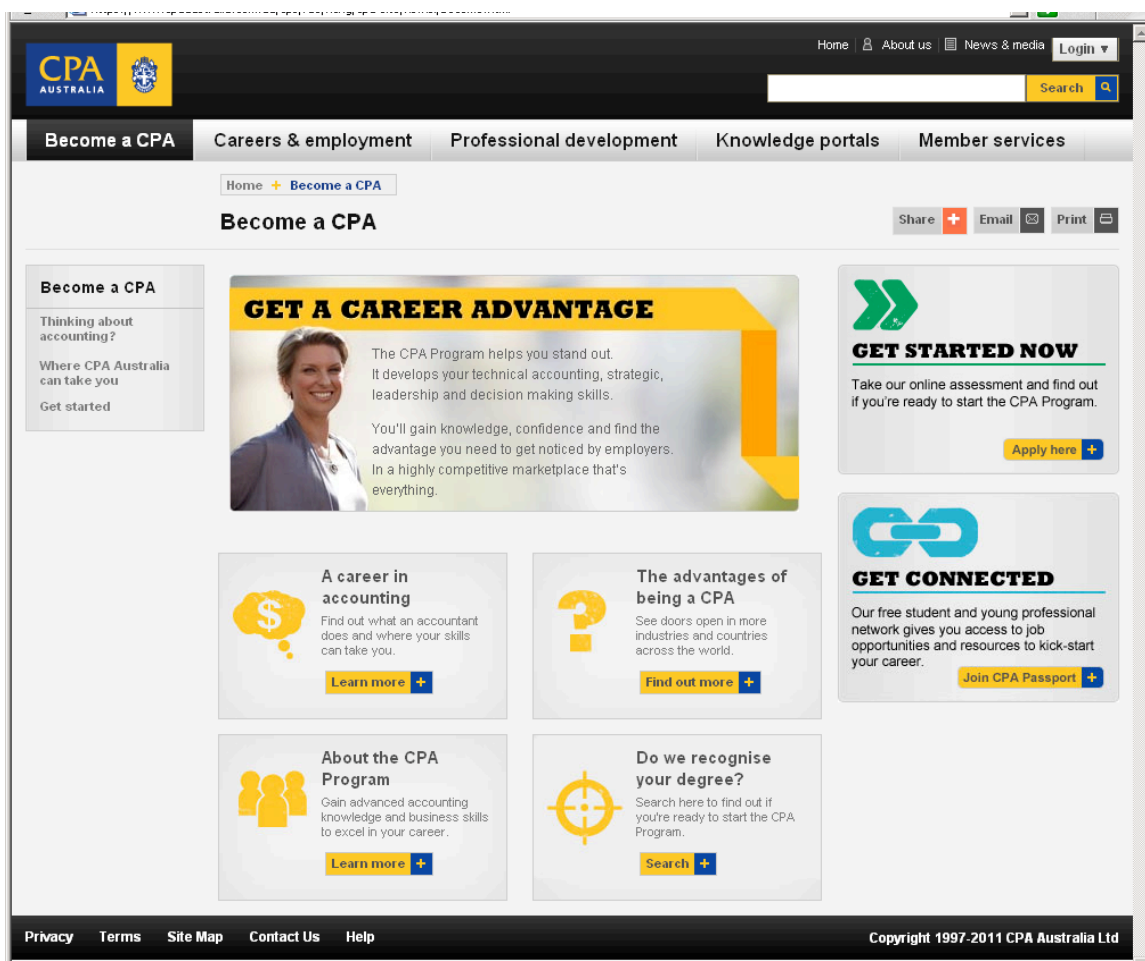 Home
About us
News & media
Login
CPA
AUSTRALIA
Search
Become a CPA
Careers & employment
Professional development
Knowledge portals
Member services
Home + Become a CPA
Become a CPA
Share
Email
Print
Become a CPA
Thinking about
accounting?
Where CPA Australia
can take you
Get started
GET A CAREER ADVANTAGE
The CPA Program helps you stand out.
It develops your technical accounting, strategic,
leadership and decision making skills.
You'll gain knowledge, confidence and find the
advantage you need to get noticed by employers.
In a highly competitive marketplace that's
everything.
GET STARTED NOW
Take our online assessment and find out
if you're ready to start the CPA Program.
Apply here +
GET CONNECTED
Our free student and young professional
network gives you access to job
opportunities and resources to kick-start
your career.
Join CPA Passport +
A career in
accounting
Find out what an accountant
does and where your skills
can take you.
Learn more +
The advantages of
being a CPA
See doors open in more
industries and countries
across the world.
Find out more +
About the CPA
Program
Gain advanced accounting
knowledge and business skills
to excel in your career.
Learn more +
Do we recognise
your degree?
Search here to find out if
you're ready to start the CPA
Program.
Search +
Privacy
Terms
Site Map
Contact Us
Help
Copyright 1997-2011 CPA Australia Ltd